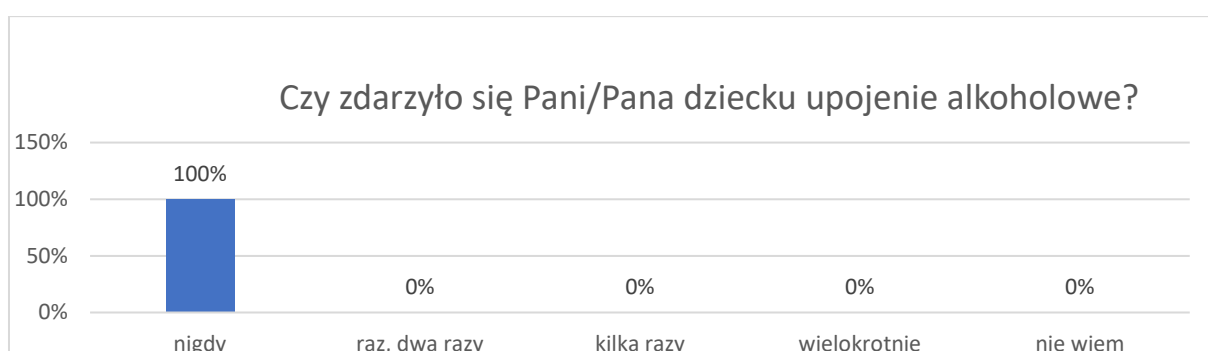 Czy zdarzyło się Pani/Pana dziecku upojenie alkoholowe?
150%
100%
100%
50%
0% 0% 0% 0%
0%
nigdy raz, dwa razy kilka razy wielokrotnie nie wiem